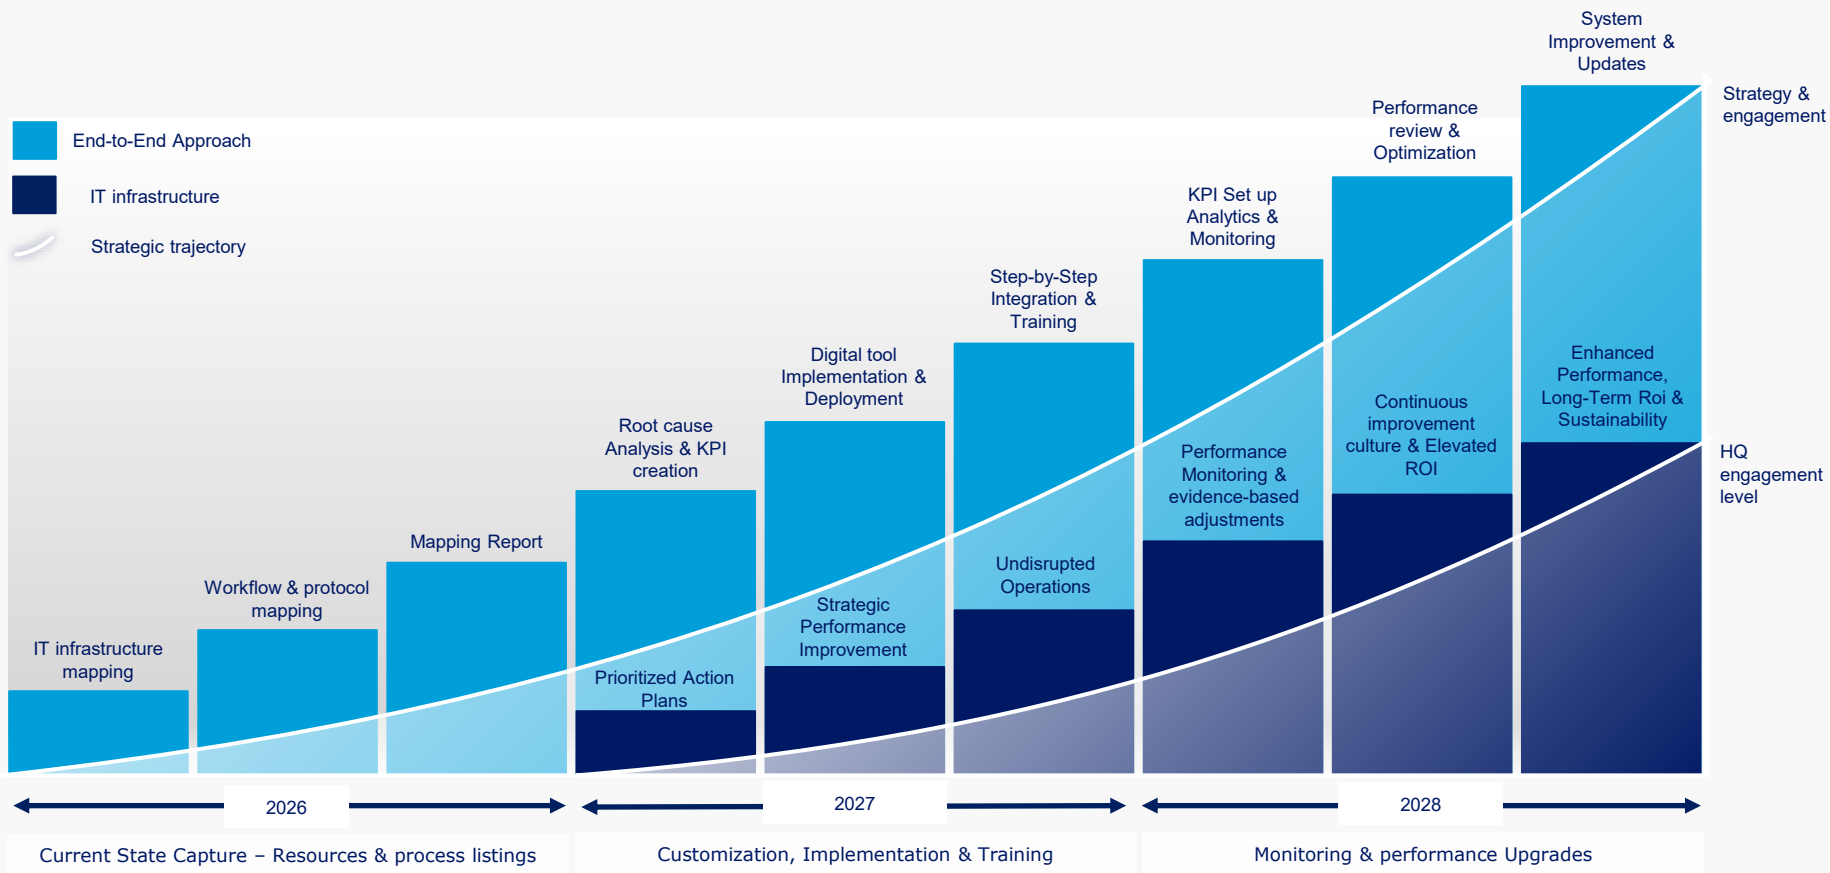 System
Improvement &
Updates
Strategy &
engagement
Performance
review &
Optimization
End-to-End Approach
IT infrastructure
Strategic trajectory
KPI Set up
Analytics &
Monitoring
Step-by-Step
Integration &
Training
Digital tool
Implementation &
Deployment
Root cause
Analysis & KPI
creation
Mapping Report
Workflow & protocol
mapping
IT infrastructure
mapping
Prioritized Action
Plans
Strategic
Performance
Improvement
Undisrupted
Operations
Performance
Monitoring &
evidence-based
adjustments
Continuous
improvement
culture & Elevated
ROI
Enhanced
Performance,
Long-Term Roi &
Sustainability
HQ
engagement
level
2026
2027
2028
Current State Capture – Resources & process listings
Customization, Implementation & Training
Monitoring & performance Upgrades